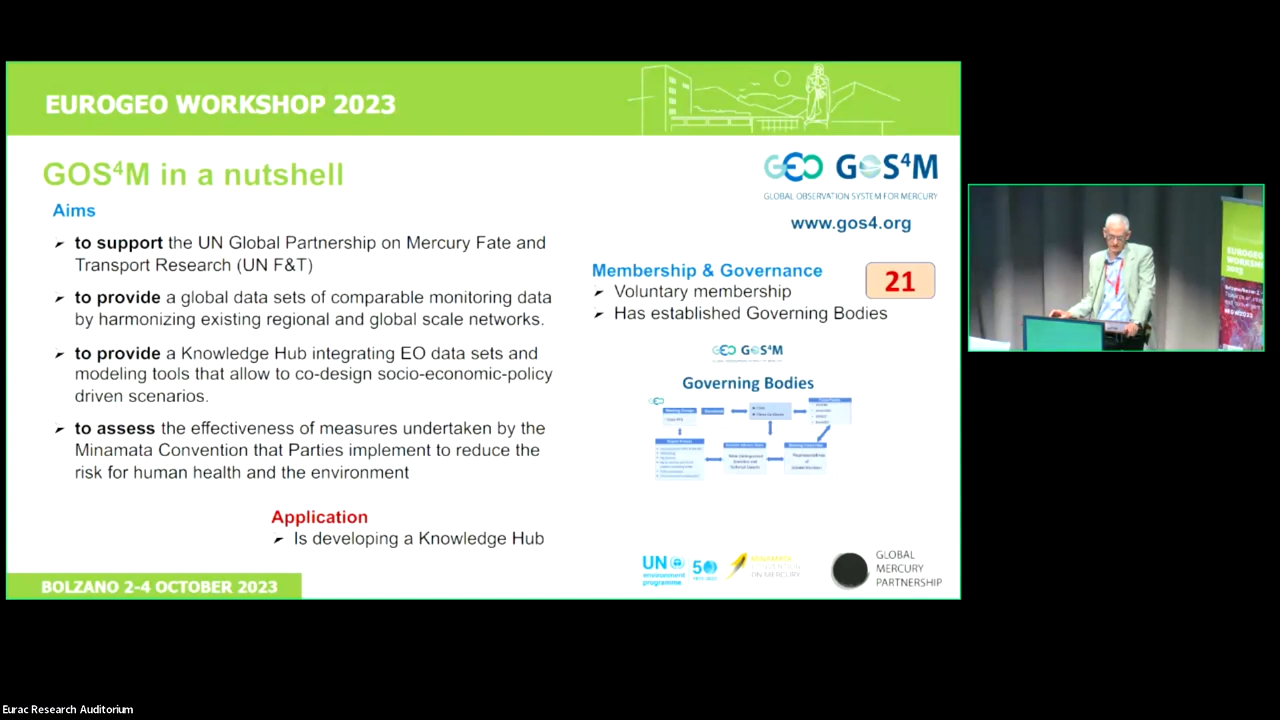 EUROGEO WORKSHOP 2023
GOS⁴M in a nutshell
Aims
to support the UN Global Partnership on Mercury Fate and
Transport Research (UN F&T)
to provide a global data sets of comparable monitoring data
by harmonizing existing regional and global scale networks.
to provide a Knowledge Hub integrating EO data sets and
modeling tools that allow to co-design socio-economic-policy
driven scenarios.
to assess the effectiveness of measures undertaken by the
Minamata Convention that Parties implement to reduce the
risk for human health and the environment
Application
Is developing a Knowledge Hub
GEO GOS⁴M
GLOBAL OBSERVATION SYSTEM FOR MERCURY
www.gos4.org
Membership & Governance
21
Voluntary membership
Has established Governing Bodies
GEO GOS⁴M
Governing Bodies
UN
environment
programme
50
ON MERCURY
GLOBAL
MERCURY
PARTNERSHIP
BOLZANO 2-4 OCTOBER 2023
EUROGEO
WORKSHOP
2023
Eurac Research Auditorium